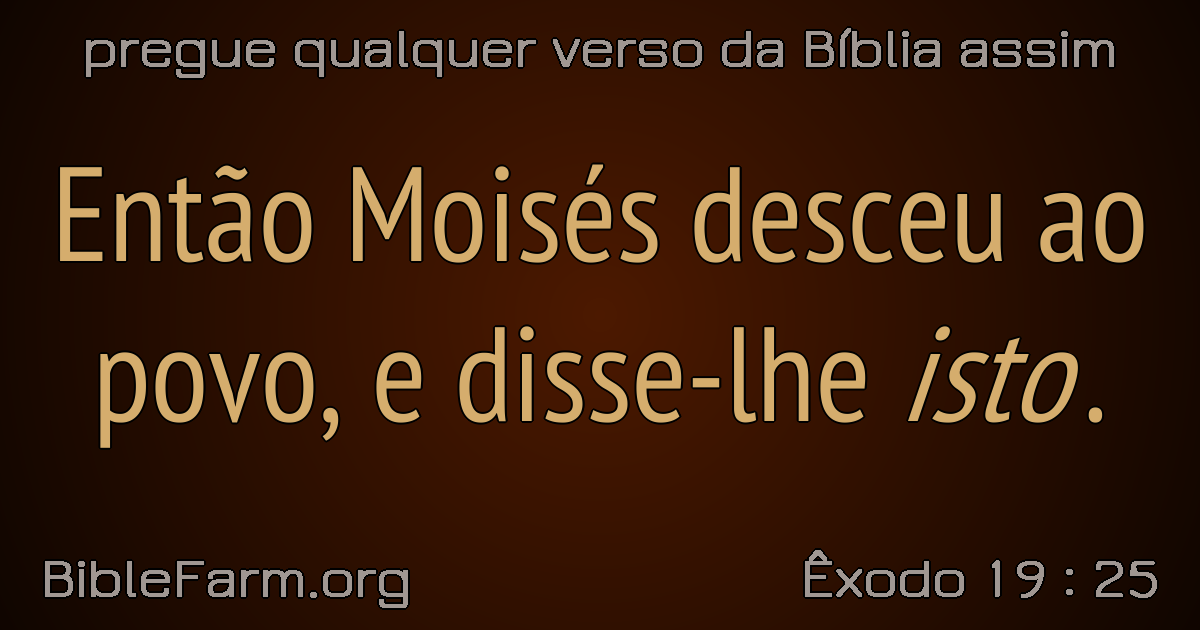 pregue qualquer verso da Bíblia assim
Então Moisés desceu ao
povo, e disse-lhe isto.
BibleFarm.org
Êxodo 19 : 25